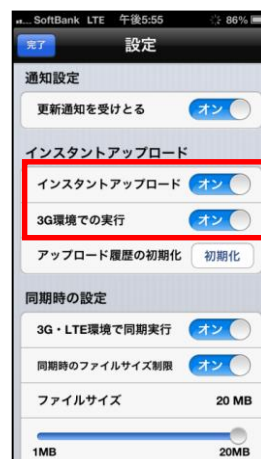 SoftBank LTE 午後5:55 86%
完了 設定
通知設定
更新通知を受けとる オン
インスタントアップロード
インスタントアップロード オン
3G環境での実行 オン
アップロード履歴の初期化 初期化
同期時の設定
3G・LTE環境で同期実行 オン
同期時のファイルサイズ制限 オン
ファイルサイズ 20 MB
1MB 20MB